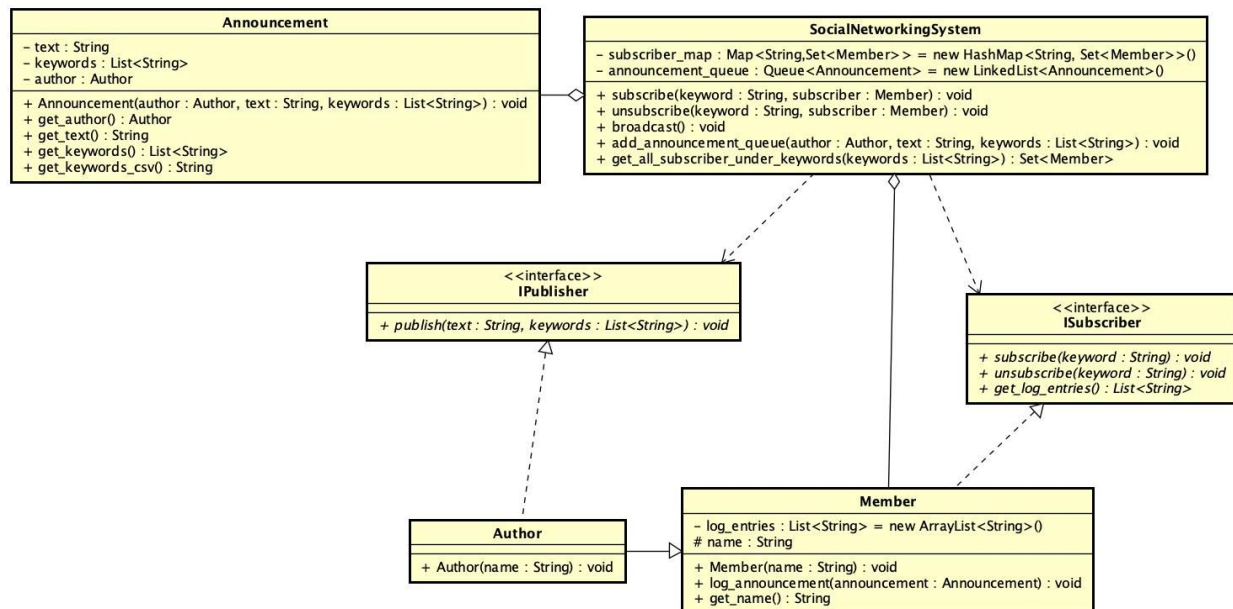 Announcement
- text : String
- keywords : List<String>
- author : Author
+ Announcement(author : Author, text : String, keywords : List<String>) : void
+ get_author() : Author
+ get_text() : String
+ get_keywords() : List<String>
+ get_keywords_csv() : String
SocialNetworkingSystem
- subscriber_map : Map<String,Set<Member>> = new HashMap<String, Set<Member>>()
- announcement_queue : Queue<Announcement> = new LinkedList<Announcement>()
+ subscribe(keyword : String, subscriber : Member) : void
+ unsubscribe(keyword : String, subscriber : Member) : void
+ broadcast() : void
+ add_announcement_queue(author : Author, text : String, keywords : List<String>) : void
+ get_all_subscriber_under_keywords(keywords : List<String>) : Set<Member>
<<interface>>
IPublisher
+ publish(text : String, keywords : List<String>) : void
<<interface>>
ISubscriber
+ subscribe(keyword : String) : void
+ unsubscribe(keyword : String) : void
+ get_log_entries() : List<String>
Author
+ Author(name : String) : void
Member
- log_entries : List<String> = new ArrayList<String>()
# name : String
+ Member(name : String) : void
+ log_announcement(announcement : Announcement) : void
+ get_name() : String